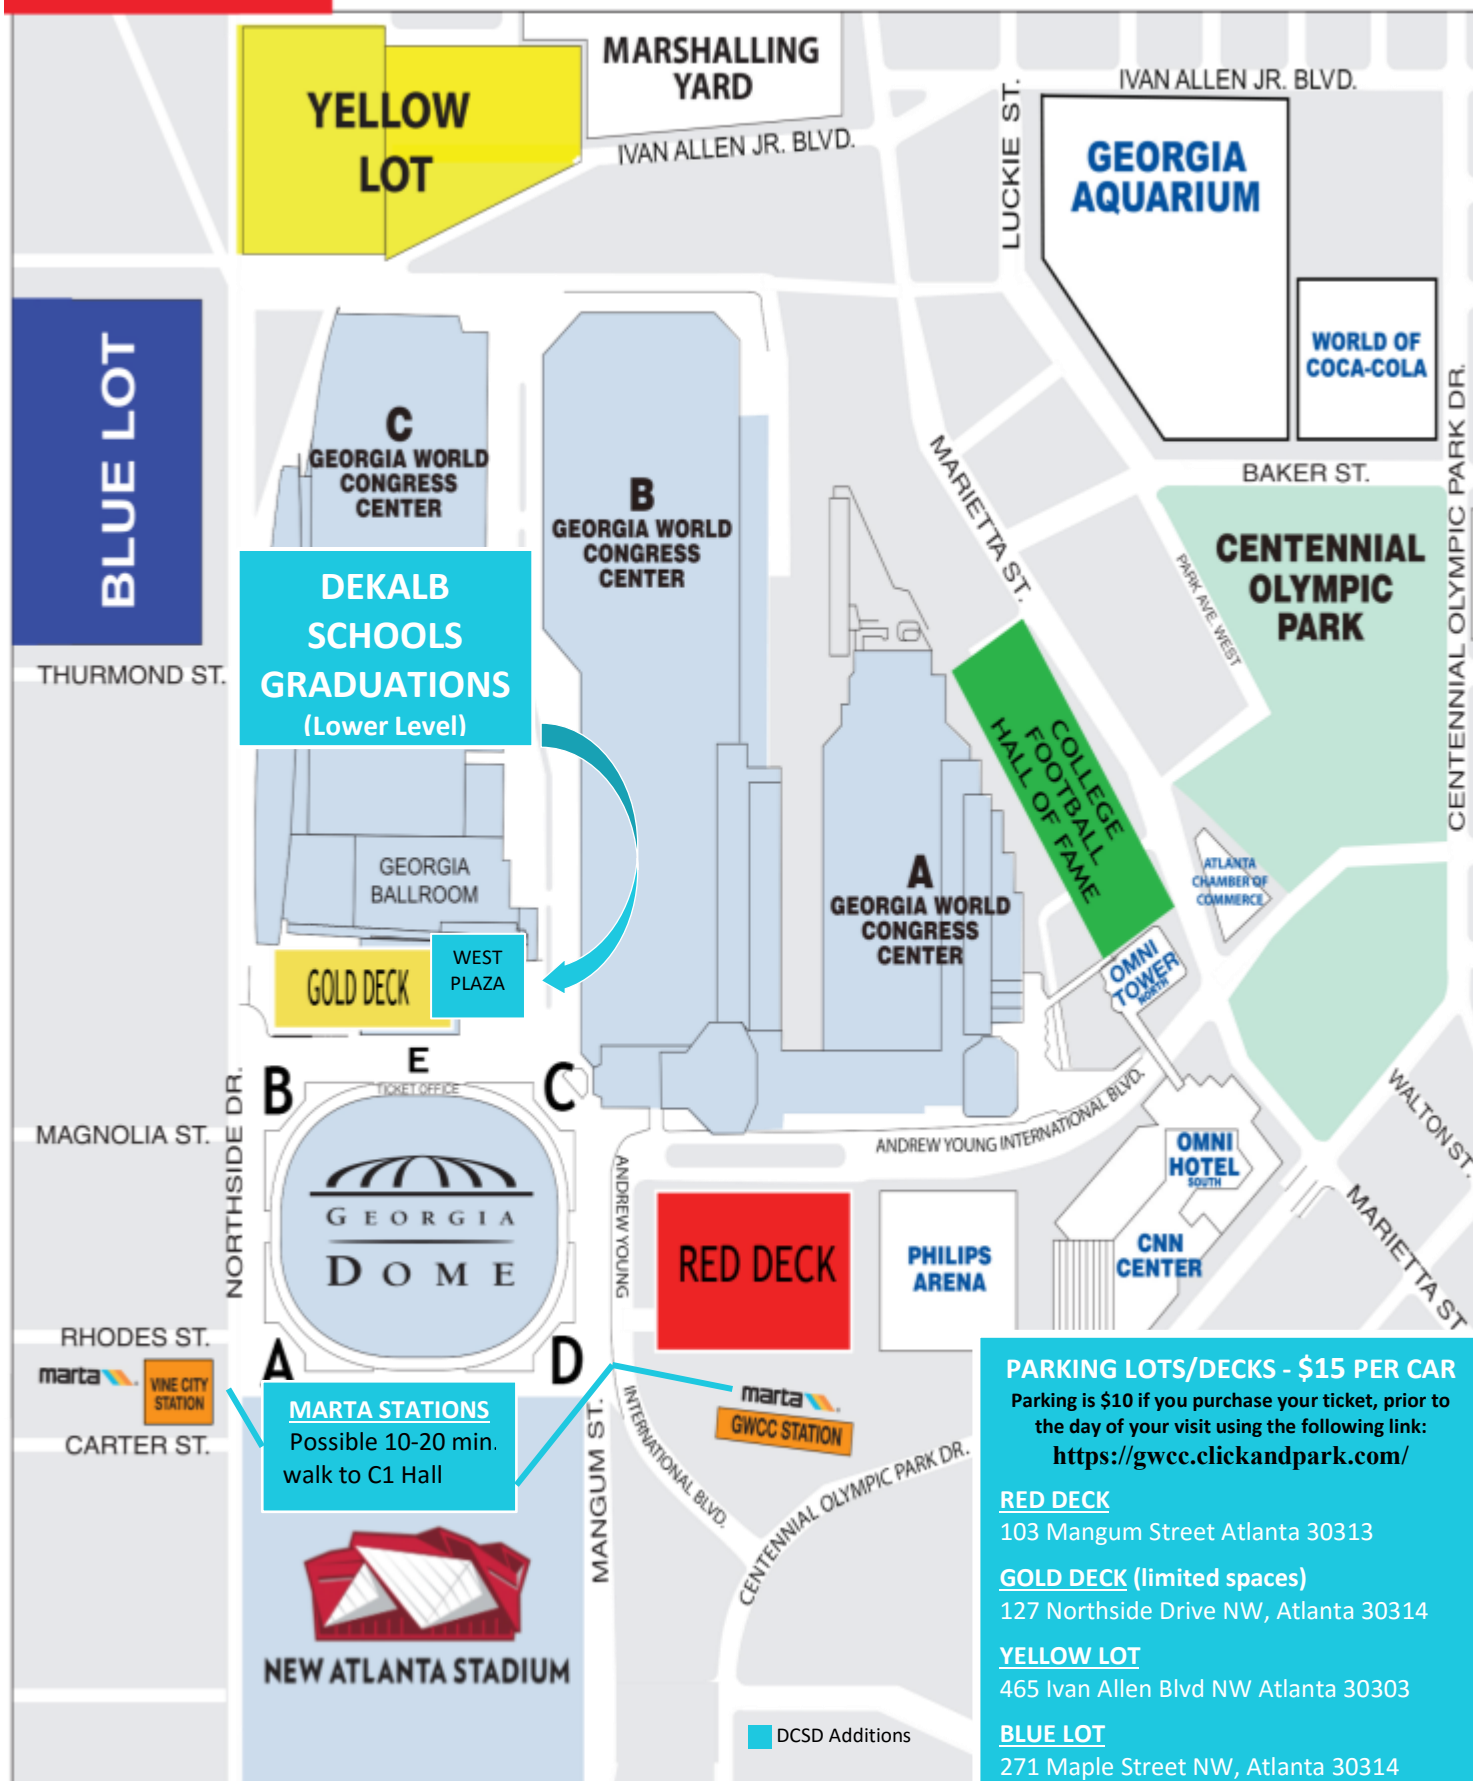 YELLOW
LOT
MARSHALLING
YARD
IVAN ALLEN JR. BLVD.
IVAN ALLEN JR. BLVD.
LUCKIE ST.
GEORGIA
AQUARIUM
WORLD OF
COCA-COLA
CENTENNIAL OLYMPIC PARK DR.
BLUE LOT
C
GEORGIA WORLD
CONGRESS
CENTER
B
GEORGIA WORLD
CONGRESS
CENTER
MARIETTA ST.
BAKER ST.
CENTENNIAL
OLYMPIC
PARK
PARK AVE. WEST
DEKALB
SCHOOLS
GRADUATIONS
(Lower Level)
THURMOND ST.
COLLEGE
FOOTBALL
HALL OF FAME
GEORGIA
BALLROOM
A
GEORGIA WORLD
CONGRESS
CENTER
ATLANTA
CHAMBER OF
COMMERCE
GOLD DECK
WEST
PLAZA
OMNI
TOWER
NORTH
E
TICKET OFFICE
B
C
NORTHSIDE DR.
MAGNOLIA ST.
GEORGIA
DOME
ANDREW YOUNG
INTERNATIONAL BLVD.
ANDREW YOUNG INTERNATIONAL BLVD.
WALTON ST.
OMNI
HOTEL
SOUTH
CNN
CENTER
MARIETTA ST
RED DECK
PHILIPS
ARENA
RHODES ST.
A
D
marta
VINE CITY
STATION
CARTER ST.
MARTA STATIONS
Possible 10-20 min.
walk to C1 Hall
MANGUM ST.
marta
GWCC STATION
CENTENNIAL OLYMPIC PARK DR.
NEW ATLANTA STADIUM
DCSD Additions
PARKING LOTS/DECKS - $15 PER CAR
Parking is $10 if you purchase your ticket, prior to
the day of your visit using the following link:
https://gwcc.clickandpark.com/
RED DECK
103 Mangum Street Atlanta 30313
GOLD DECK (limited spaces)
127 Northside Drive NW, Atlanta 30314
YELLOW LOT
465 Ivan Allen Blvd NW Atlanta 30303
BLUE LOT
271 Maple Street NW, Atlanta 30314